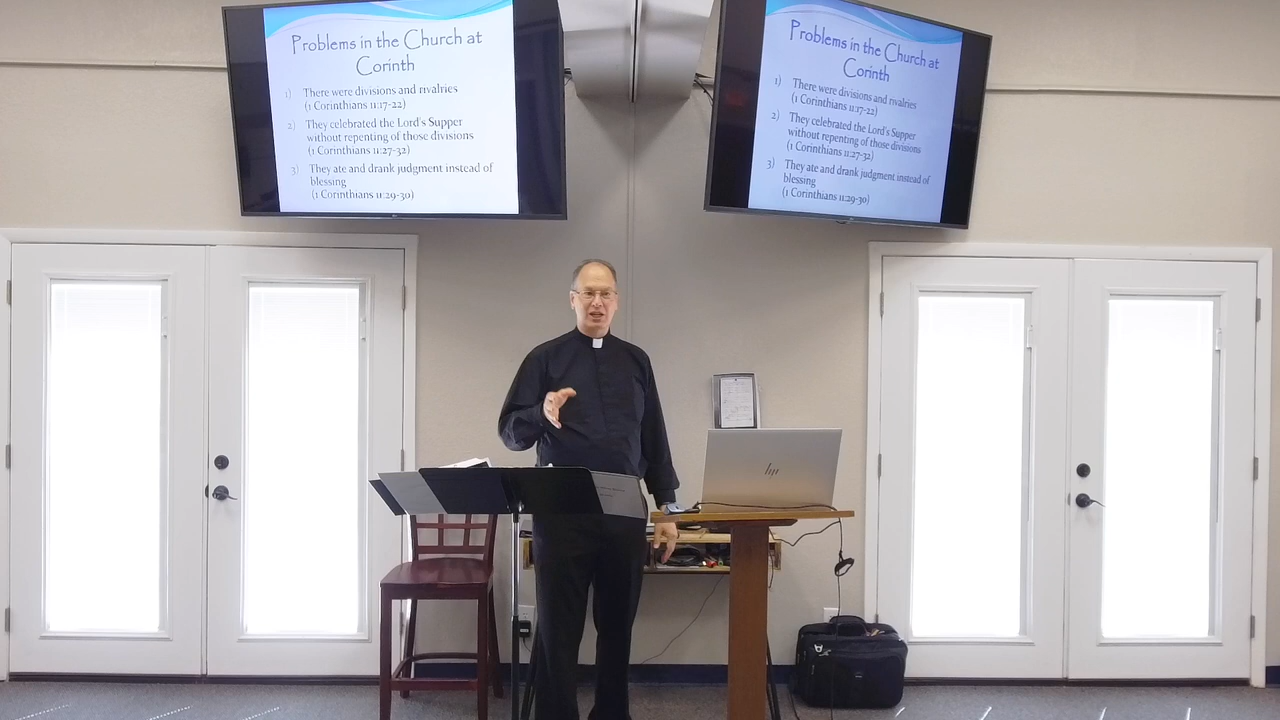 Problems in the Church at
Corinth
1) There were divisions and rivalries
(1 Corinthians 11:17-22)
2) They celebrated the Lord's Supper
without repenting of those divisions
(1 Corinthians 11:27-32)
3) They ate and drank judgment instead of
blessing
(1 Corinthians 11:29-30)
Problems in the Church at
Corinth
1) There were divisions and rivalries
(1 Corinthians 11:17-22)
2) They celebrated the Lord's Supper
without repenting of those divisions
(1 Corinthians 11:27-32)
3) They ate and drank judgment instead of
blessing
(1 Corinthians 11:29-30)
hp